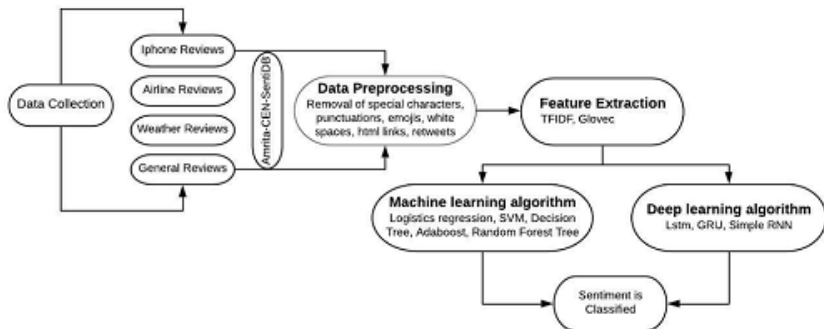 Data Collection
Iphone Reviews
Airline Reviews
Weather Reviews
General Reviews
Amrita-CEN-SentiDB
Data Preprocessing
Removal of special characters,
punctuations, emojis, white
spaces, html links, retweets
Feature Extraction
TFIDF, Glovec
Machine learning algorithm
Logistics regression, SVM, Decision
Tree, Adaboost, Random Forest Tree
Deep learning algorithm
Lstm, GRU, Simple RNN
Sentiment is
Classified